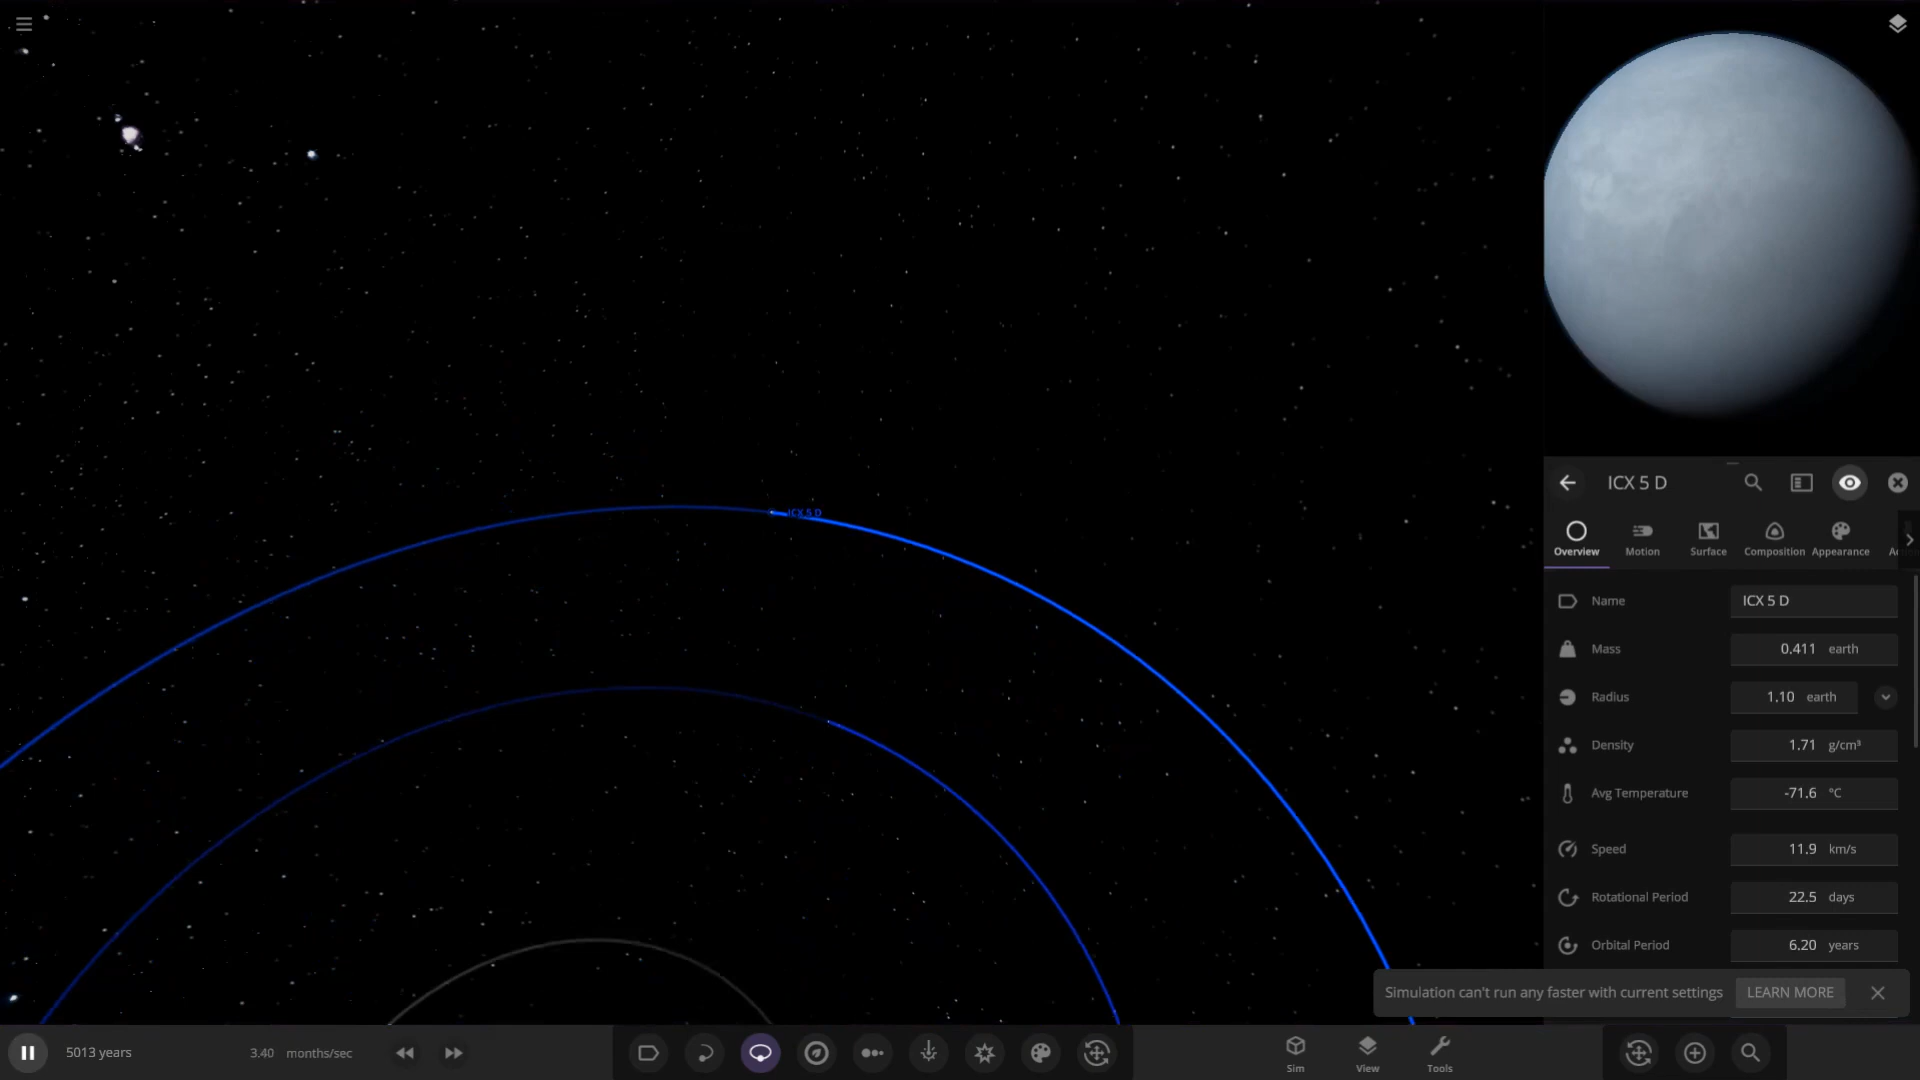 ICX 5 D
ICX 5 D
Overview Motion Surface Composition Appearance
Name ICX 5 D
Mass 0.411 earth
Radius 1.10 earth
Density 1.71 g/cm³
Avg Temperature -71.6 °C
Speed 11.9 km/s
Rotational Period 22.5 days
Orbital Period 6.20 years
Simulation can't run any faster with current settings LEARN MORE
5013 years 3.40 months/sec
Sim View Tools